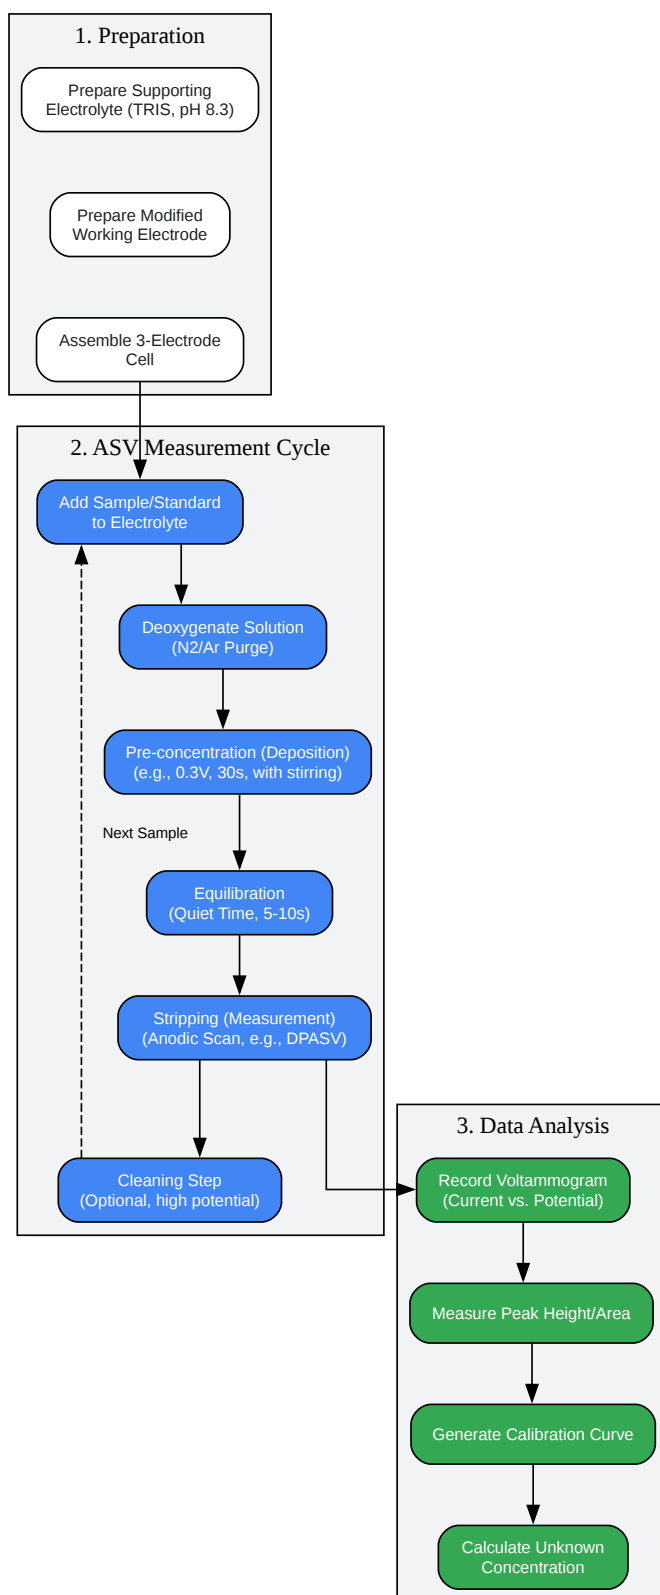 1. Preparation
Prepare Supporting
Electrolyte (TRIS, pH 8.3)
Prepare Modified
Working Electrode
Assemble 3-Electrode
Cell
2. ASV Measurement Cycle
Add Sample/Standard
to Electrolyte
Deoxygenate Solution
(N2/Ar Purge)
Pre-concentration (Deposition)
(e.g., 0.3V, 30s, with stirring)
Next Sample
Equilibration
(Quiet Time, 5-10s)
Stripping (Measurement)
(Anodic Scan, e.g., DPASV)
Cleaning Step
(Optional, high potential)
3. Data Analysis
Record Voltammogram
(Current vs. Potential)
Measure Peak Height/Area
Generate Calibration Curve
Calculate Unknown
Concentration